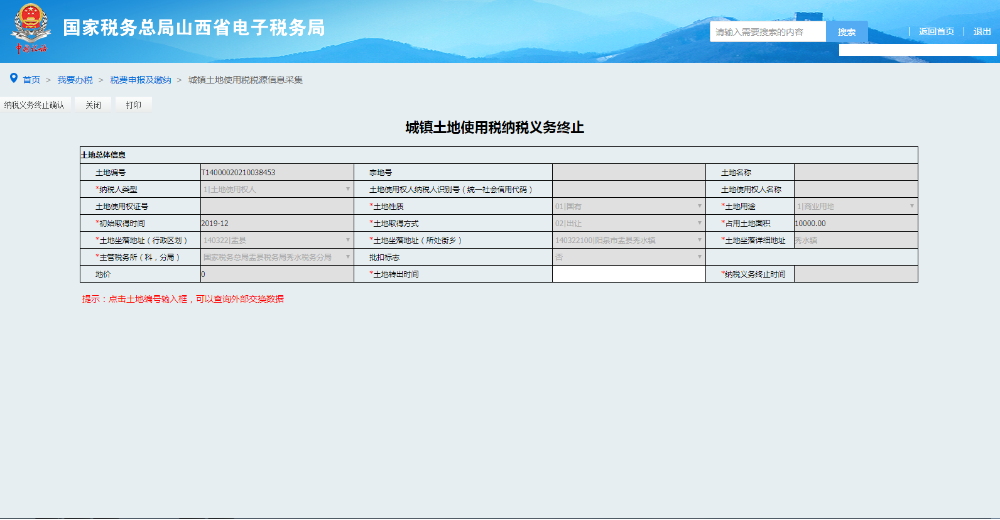 国家税务总局山西省电子税务局
中国税务
请输入需要搜索的内容 搜索 返回首页 退出
首页 > 我要办税 > 税费申报及缴纳 > 城镇土地使用税税源信息采集
纳税义务终止确认 关闭 打印
城镇土地使用税纳税义务终止
土地总体信息
土地编号 T14000020210038453 宗地号 土地名称
*纳税人类型 1|土地使用权人 土地使用权人纳税人识别号（统一社会信用代码） 土地使用权人名称
土地使用权证号 *土地性质 01|国有 *土地用途 1|商业用地
*初始取得时间 2019-12 *土地取得方式 02|出让 *占用土地面积 10000.00
*土地坐落地址（行政区划） 140322|盂县 *土地坐落地址（所处街乡） 140322100|阳泉市盂县秀水镇 *土地坐落详细地址 秀水镇
*主管税务所（科，分局） 国家税务总局盂县税务局秀水税务分局 批扣标志 否
地价 0 *土地转出时间 *纳税义务终止时间
提示：点击土地编号输入框，可以查询外部交换数据